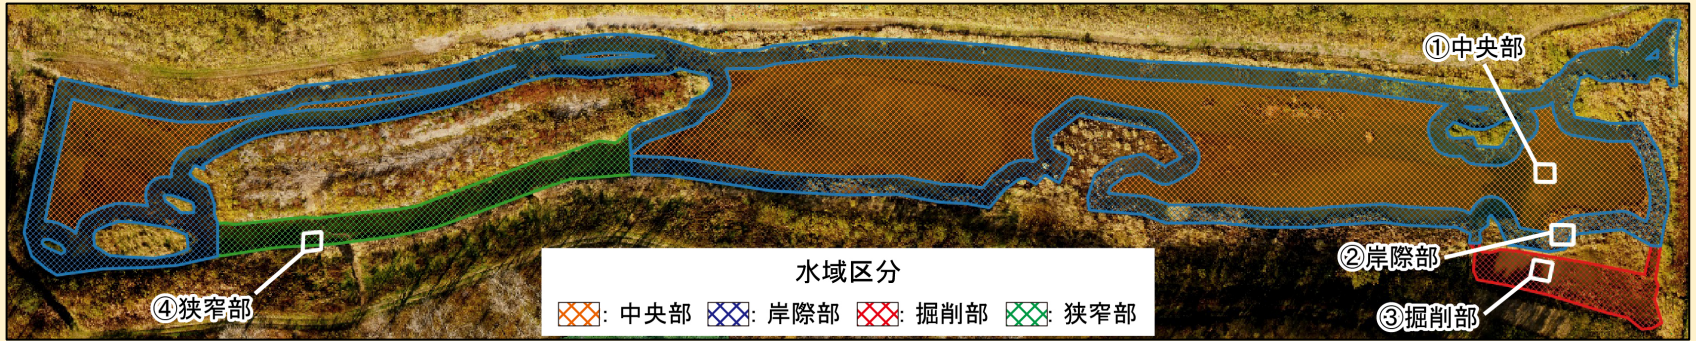 ①中央部
②岸際部
③掘削部
④狭窄部
水域区分
: 中央部 : 岸際部 : 掘削部 : 狭窄部